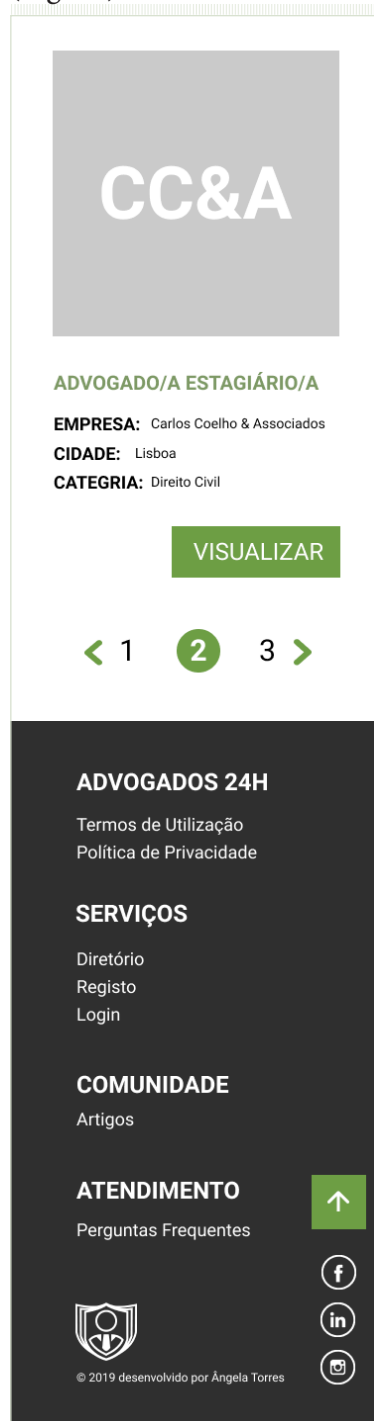 CC&A
ADVOGADO/A ESTAGIÁRIO/A
EMPRESA: Carlos Coelho & Associados
CIDADE: Lisboa
CATEGRIA: Direito Civil
VISUALIZAR
1 2 3
ADVOGADOS 24H
Termos de Utilização
Política de Privacidade
SERVIÇOS
Diretório
Registo
Login
COMUNIDADE
Artigos
ATENDIMENTO
Perguntas Frequentes
f
in
© 2019 desenvolvido por Ângela Torres